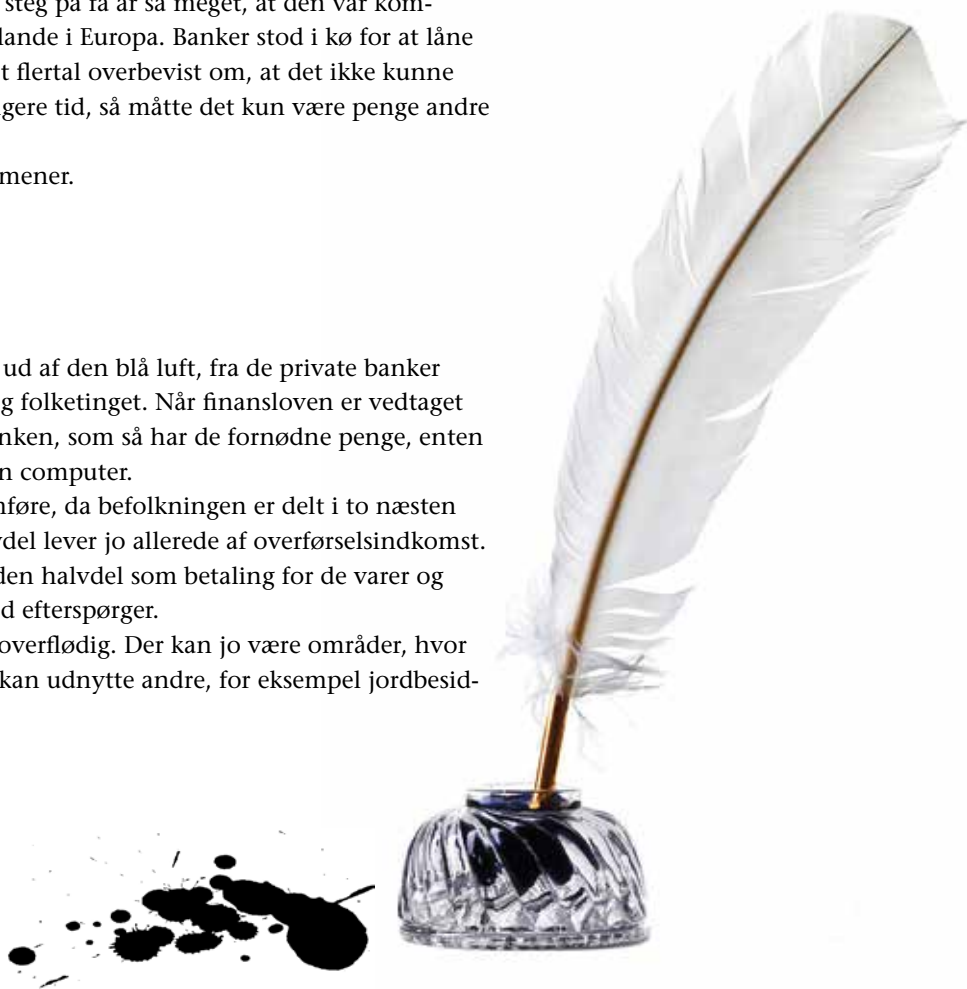 steg på få år så meget, at den var kom-
lande i Europa. Banker stod i kø for at låne
t flertal overbevist om, at det ikke kunne
gere tid, så måtte det kun være penge andre
mener.
ud af den blå luft, fra de private banker
g folketinget. Når finansloven er vedtaget
nken, som så har de fornødne penge, enten
n computer.
nføre, da befolkningen er delt i to næsten
vdel lever jo allerede af overførselsindkomst.
den halvdel som betaling for de varer og
d efterspørger.
overflødig. Der kan jo være områder, hvor
kan udnytte andre, for eksempel jordbesid-